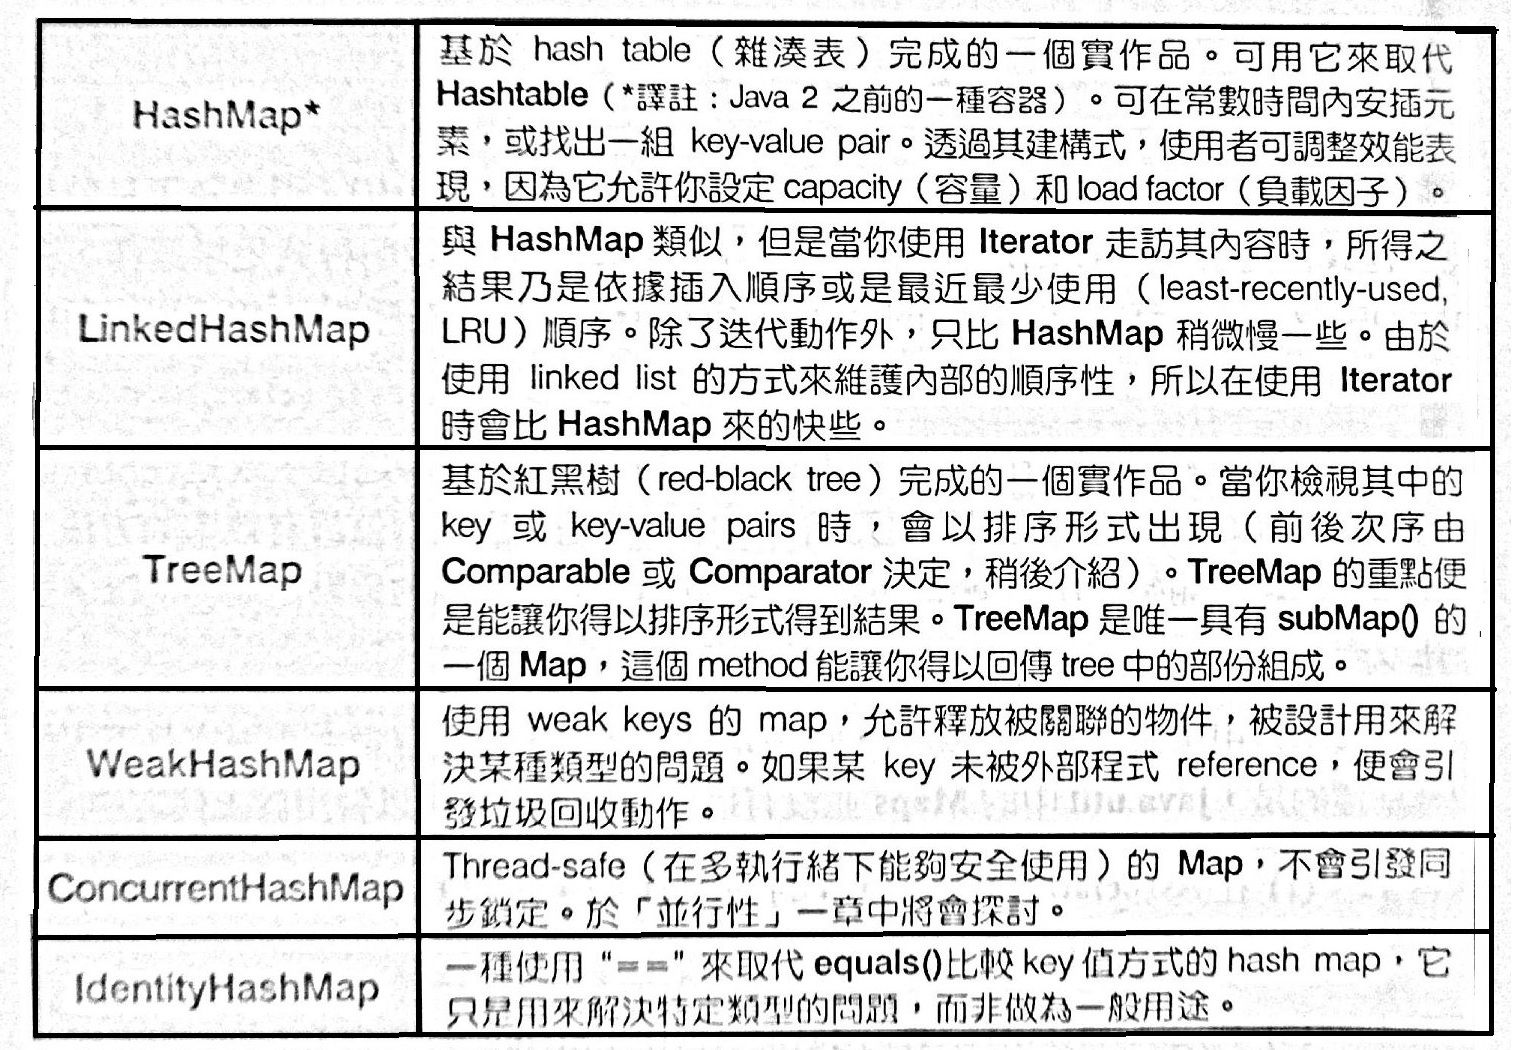 HashMap*
基於 hash table（雜湊表）完成的一個實作品。可用它來取代
Hashtable（*譯註：Java 2 之前的一種容器）。可在常數時間內安插元
素，或找出一組 key-value pair。透過其建構式，使用者可調整效能表
現，因為它允許你設定 capacity（容量）和 load factor（負載因子）。
LinkedHashMap
與 HashMap 類似，但是當你使用 Iterator 走訪其內容時，所得之
結果乃是依據插入順序或是最近最少使用（least-recently-used,
LRU）順序。除了迭代動作外，只比 HashMap 稍微慢一些。由於
使用 linked list 的方式來維護內部的順序性，所以在使用 Iterator
時會比 HashMap 來的快些。
TreeMap
基於紅黑樹（red-black tree）完成的一個實作品。當你檢視其中的
key 或 key-value pairs 時，會以排序形式出現（前後次序由
Comparable 或 Comparator 決定，稍後介紹）。TreeMap 的重點便
是能讓你得以排序形式得到結果。TreeMap 是唯一具有 subMap() 的
一個 Map，這個 method 能讓你得以回傳 tree 中的部份組成。
WeakHashMap
使用 weak keys 的 map，允許釋放被關聯的物件，被設計用來解
決某種類型的問題。如果某 key 未被外部程式 reference，便會引
發垃圾回收動作。
ConcurrentHashMap
Thread-safe（在多執行緒下能夠安全使用）的 Map，不會引發同
步鎖定。於「並行性」一章中將會探討。
IdentityHashMap
一種使用 "==" 來取代 equals()比較 key 值方式的 hash map，它
只是用來解決特定類型的問題，而非做為一般用途。